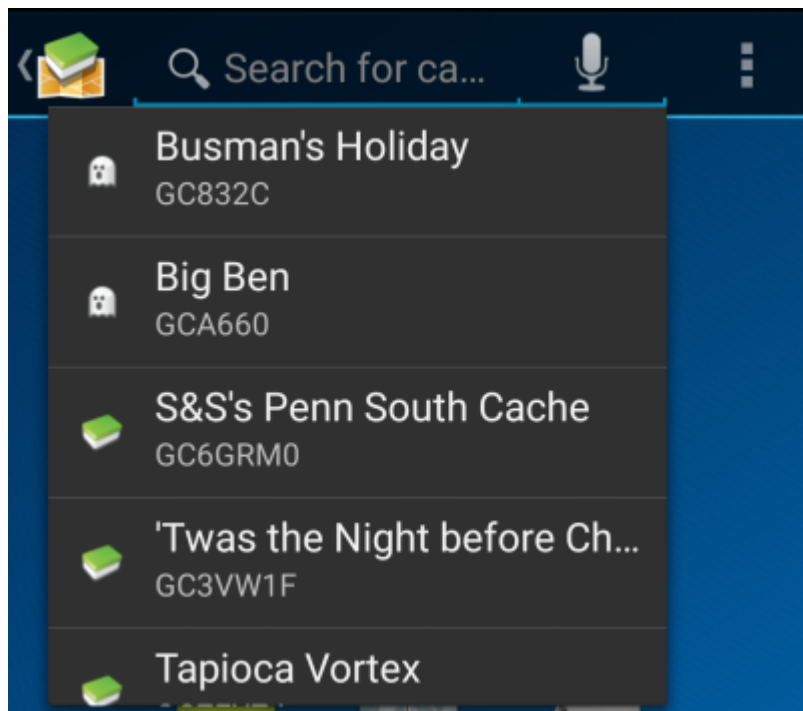 Search for ca...
Busman's Holiday
GC832C
Big Ben
GCA660
S&S's Penn South Cache
GC6GRM0
'Twas the Night before Ch...
GC3VW1F
Tapioca Vortex